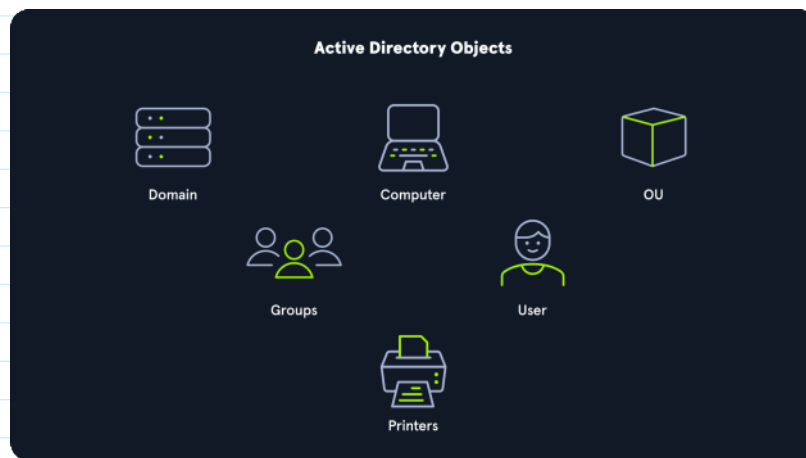 Active Directory Objects
Domain
Computer
OU
Groups
User
Printers